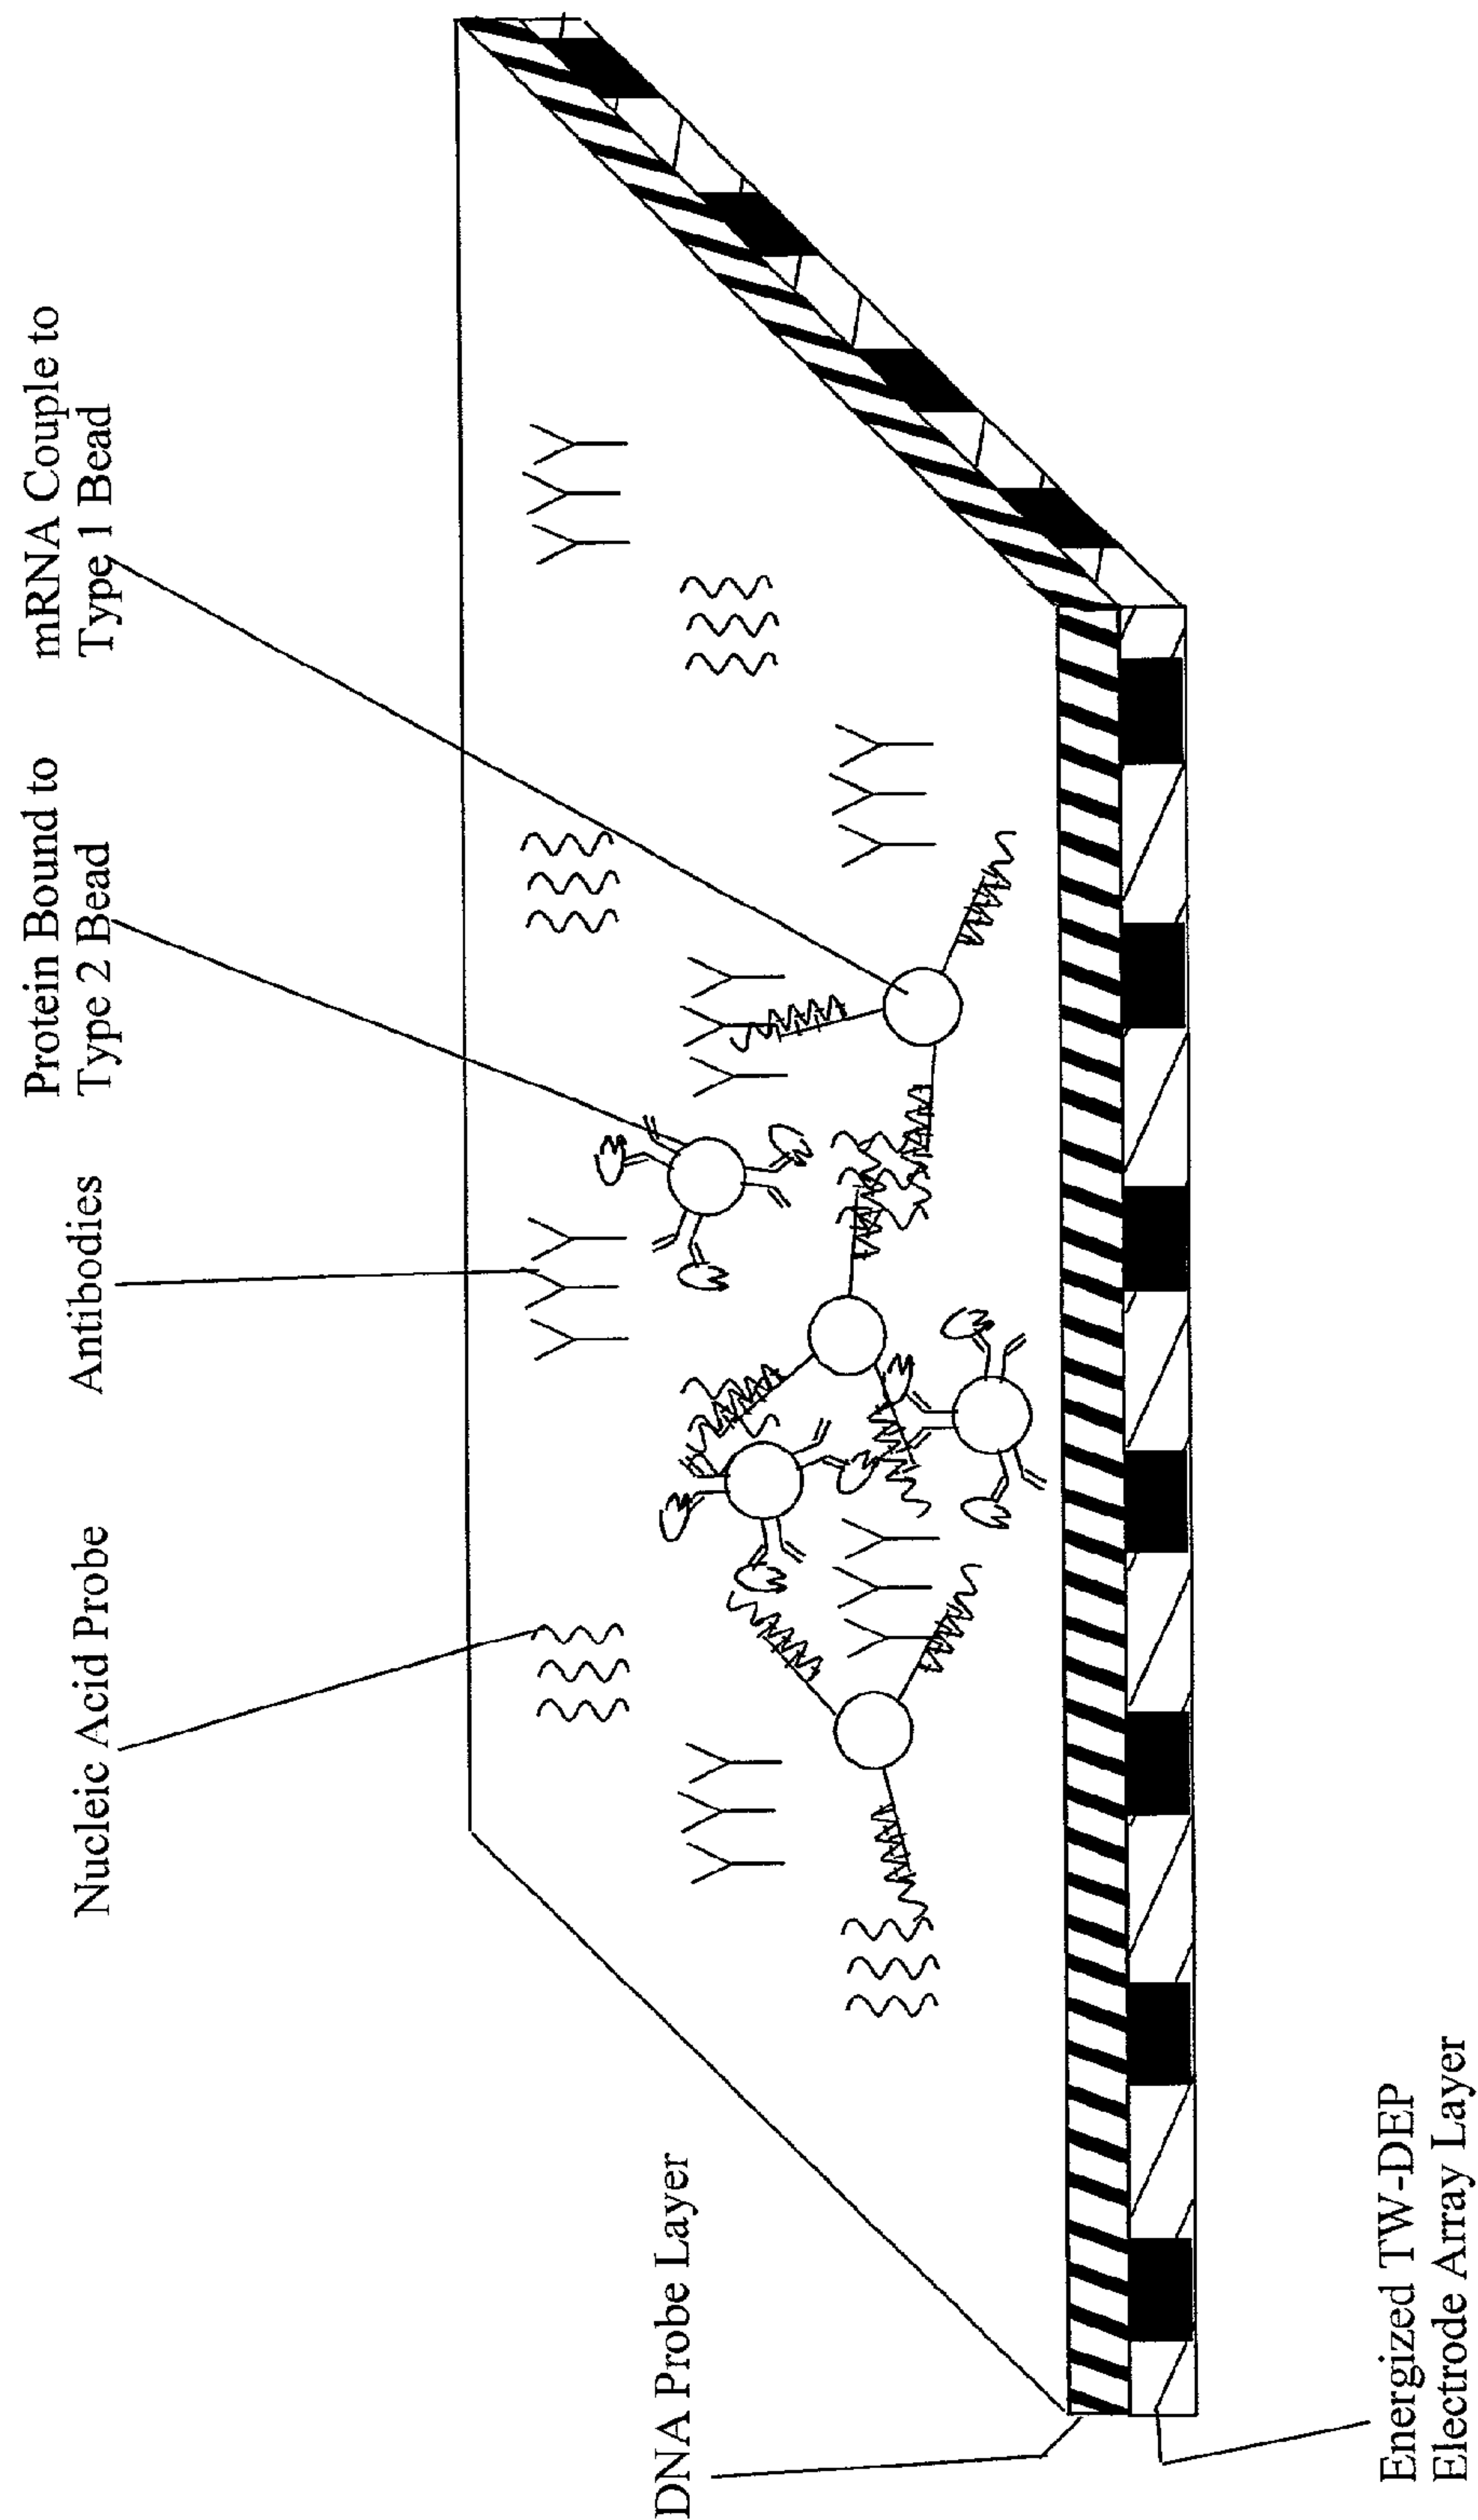 DNA Probe Layer
Nucleic Acid Probe
Antibodies
Protein Bound to
Type 2 Bead
mRNA Couple to
Type 1 Bead
Energized TW-DEP
Electrode Array Layer